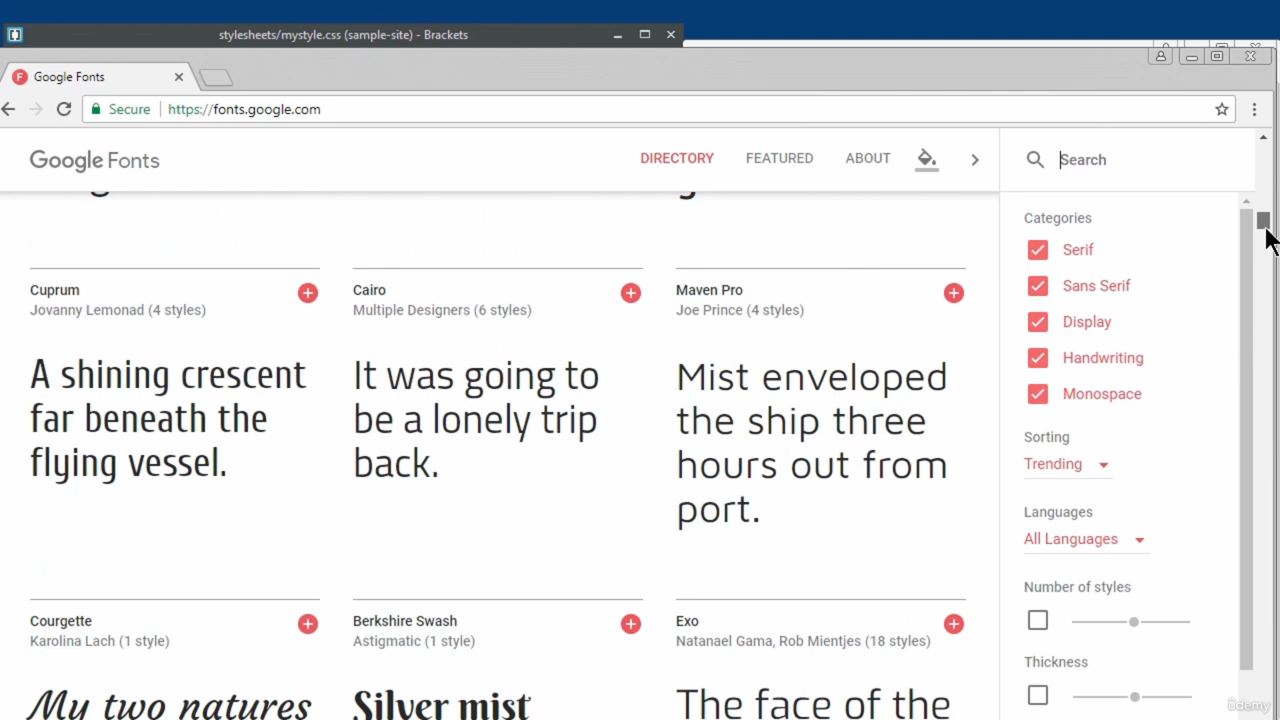 stylesheets/mystyle.css (sample-site) - Brackets
Google Fonts
Secure https://fonts.google.com
Google Fonts
DIRECTORY FEATURED ABOUT
Search
Cuprum
Jovanny Lemonad (4 styles)
A shining crescent
far beneath the
flying vessel.
Cairo
Multiple Designers (6 styles)
It was going to
be a lonely trip
back.
Maven Pro
Joe Prince (4 styles)
Mist enveloped
the ship three
hours out from
port.
Courgette
Karolina Lach (1 style)
My two natures
Berkshire Swash
Astigmatic (1 style)
Silver mist
Exo
Natanael Gama, Rob Mientjes (18 styles)
The face of the
Categories
Serif
Sans Serif
Display
Handwriting
Monospace
Sorting
Trending
Languages
All Languages
Number of styles
Thickness
ûdemy